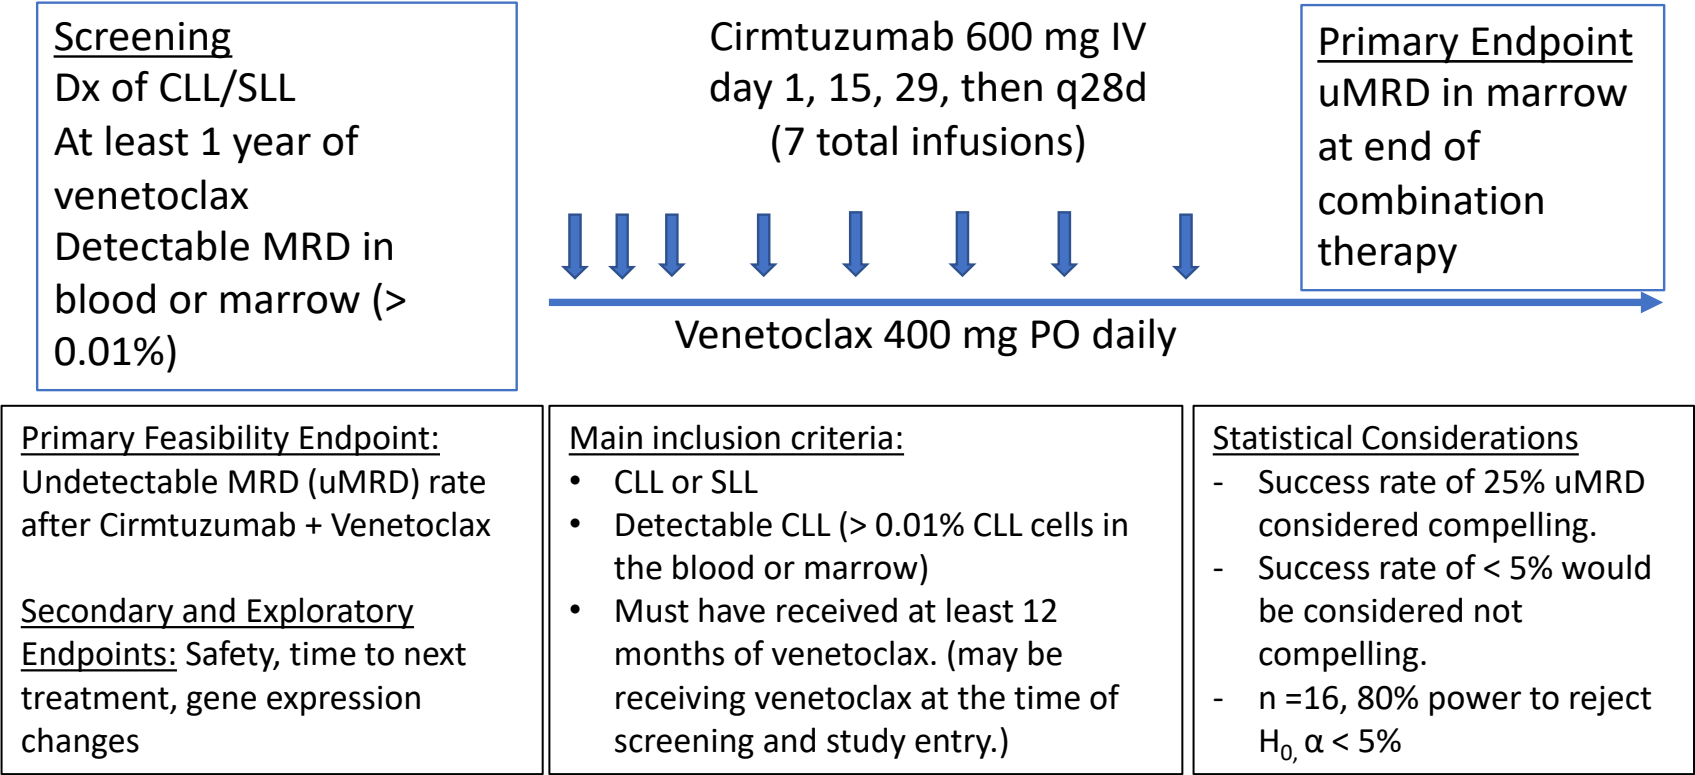 Screening
Dx of CLL/SLL
At least 1 year of
venetoclax
Detectable MRD in
blood or marrow (>
0.01%)
Cirmtuzumab 600 mg IV
day 1, 15, 29, then q28d
(7 total infusions)
Venetoclax 400 mg PO daily
Primary Endpoint
uMRD in marrow
at end of
combination
therapy
Primary Feasibility Endpoint:
Undetectable MRD (uMRD) rate
after Cirmtuzumab + Venetoclax
Secondary and Exploratory
Endpoints: Safety, time to next
treatment, gene expression
changes
Main inclusion criteria:
• CLL or SLL
• Detectable CLL (> 0.01% CLL cells in
the blood or marrow)
• Must have received at least 12
months of venetoclax. (may be
receiving venetoclax at the time of
screening and study entry.)
Statistical Considerations
- Success rate of 25% uMRD
considered compelling.
- Success rate of < 5% would
be considered not
compelling.
- n =16, 80% power to reject
H0, α < 5%